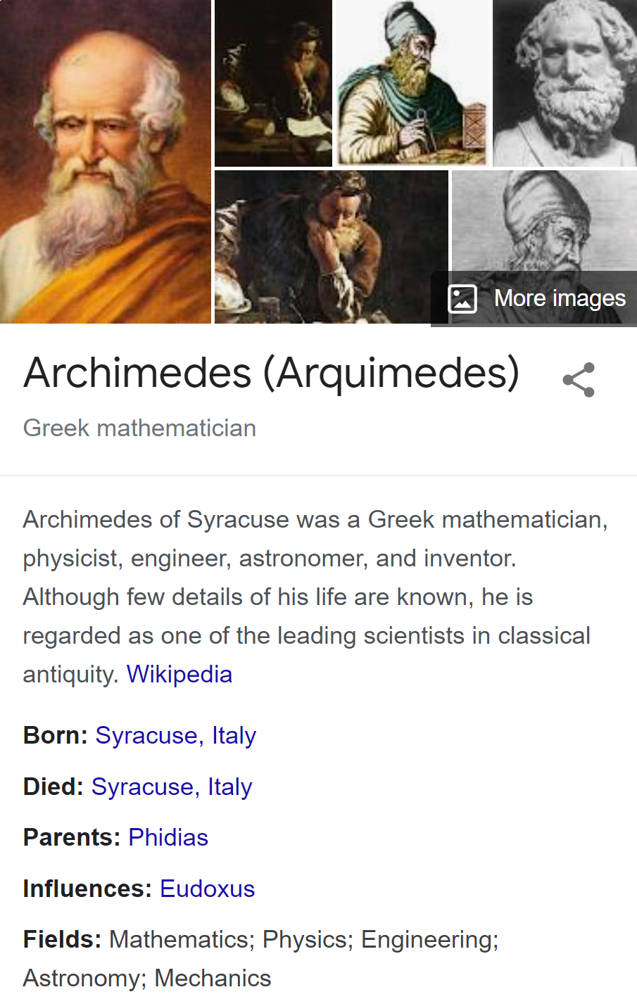 More images
Archimedes (Arquimedes)
Greek mathematician
Archimedes of Syracuse was a Greek mathematician,
physicist, engineer, astronomer, and inventor.
Although few details of his life are known, he is
regarded as one of the leading scientists in classical
antiquity. Wikipedia
Born: Syracuse, Italy
Died: Syracuse, Italy
Parents: Phidias
Influences: Eudoxus
Fields: Mathematics; Physics; Engineering;
Astronomy; Mechanics